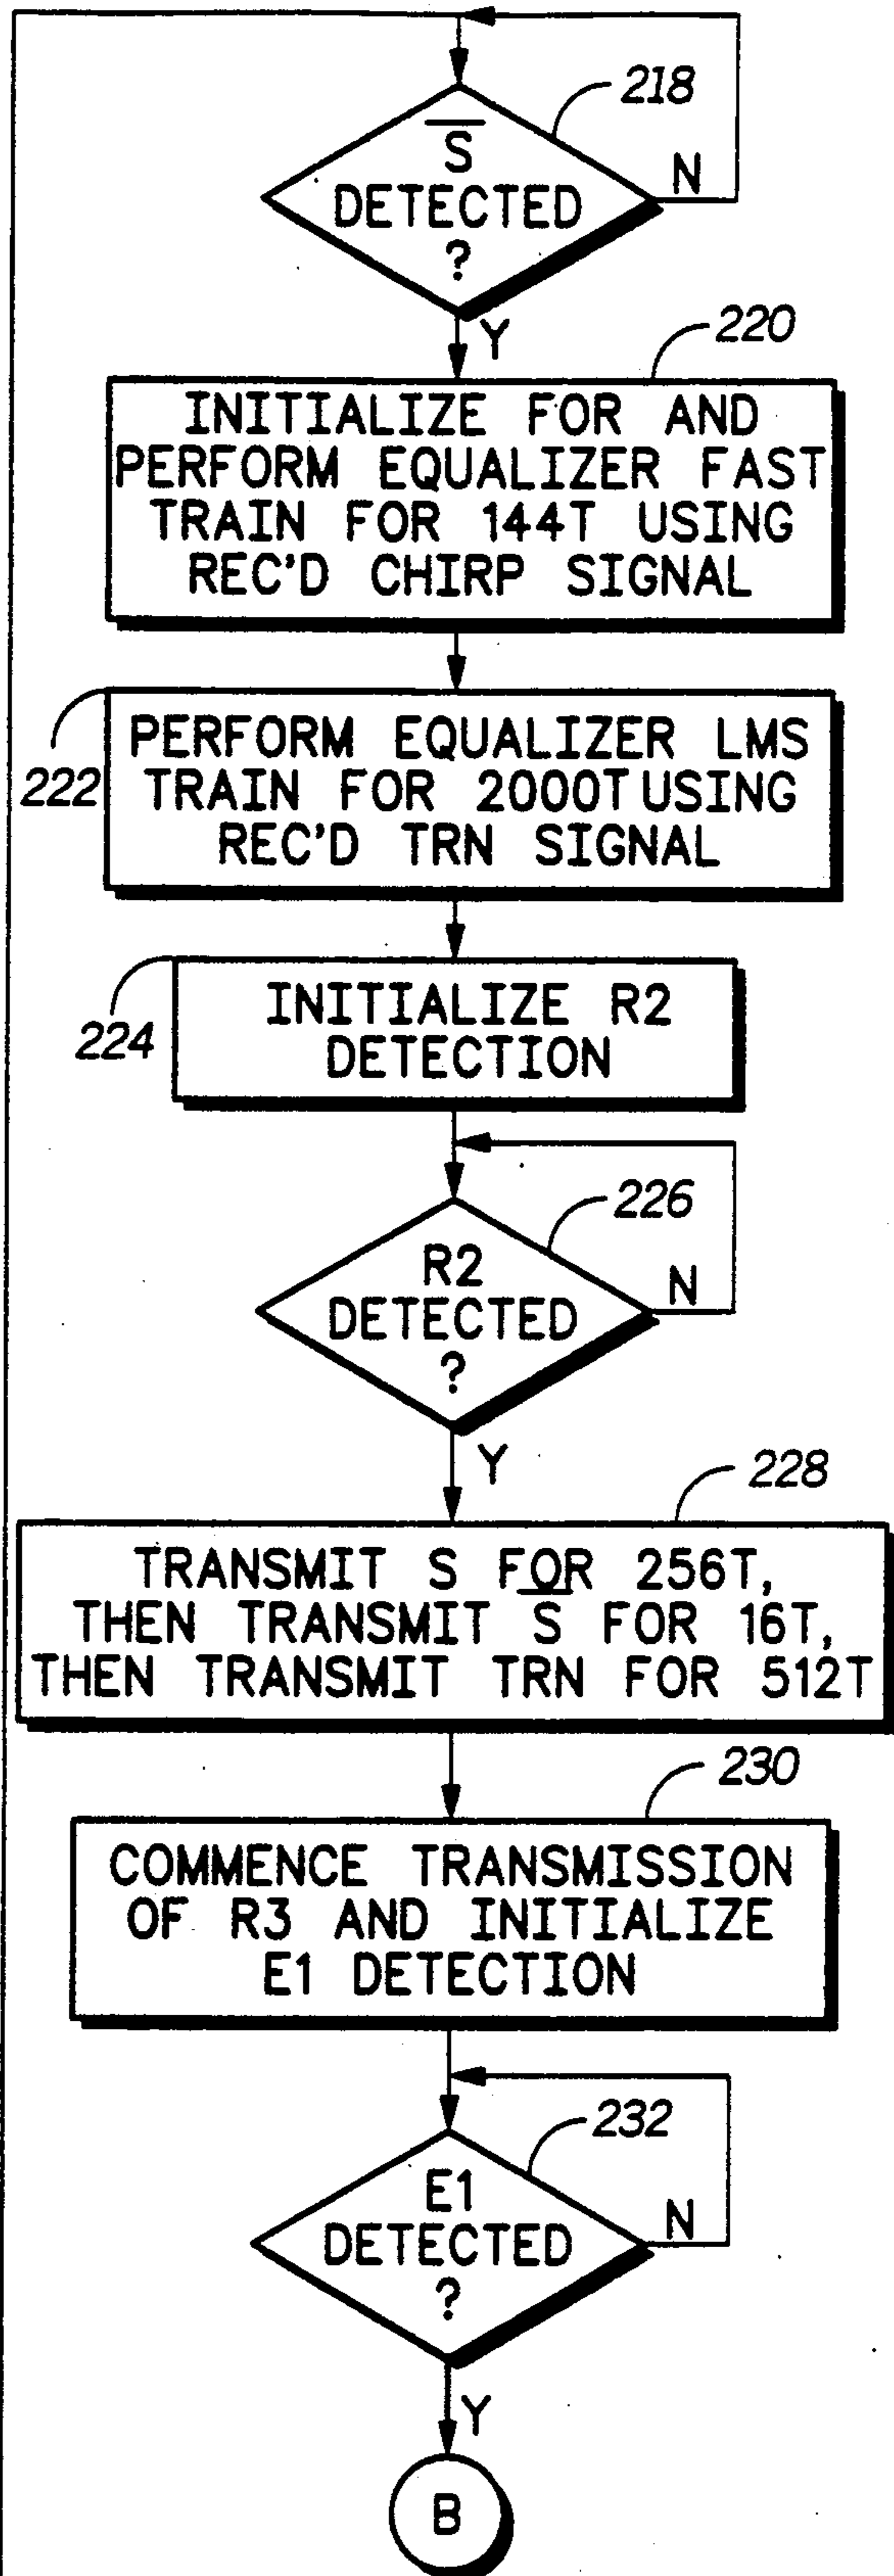 218
S̅
DETECTED
?
N
Y
220
INITIALIZE FOR AND
PERFORM EQUALIZER FAST
TRAIN FOR 144T USING
REC'D CHIRP SIGNAL
222
PERFORM EQUALIZER LMS
TRAIN FOR 2000T USING
REC'D TRN SIGNAL
224
INITIALIZE R2
DETECTION
226
R2
DETECTED
?
N
Y
228
TRANSMIT S FOR 256T,
THEN TRANSMIT S̅ FOR 16T,
THEN TRANSMIT TRN FOR 512T
230
COMMENCE TRANSMISSION
OF R3 AND INITIALIZE
E1 DETECTION
232
E1
DETECTED
?
N
Y
B